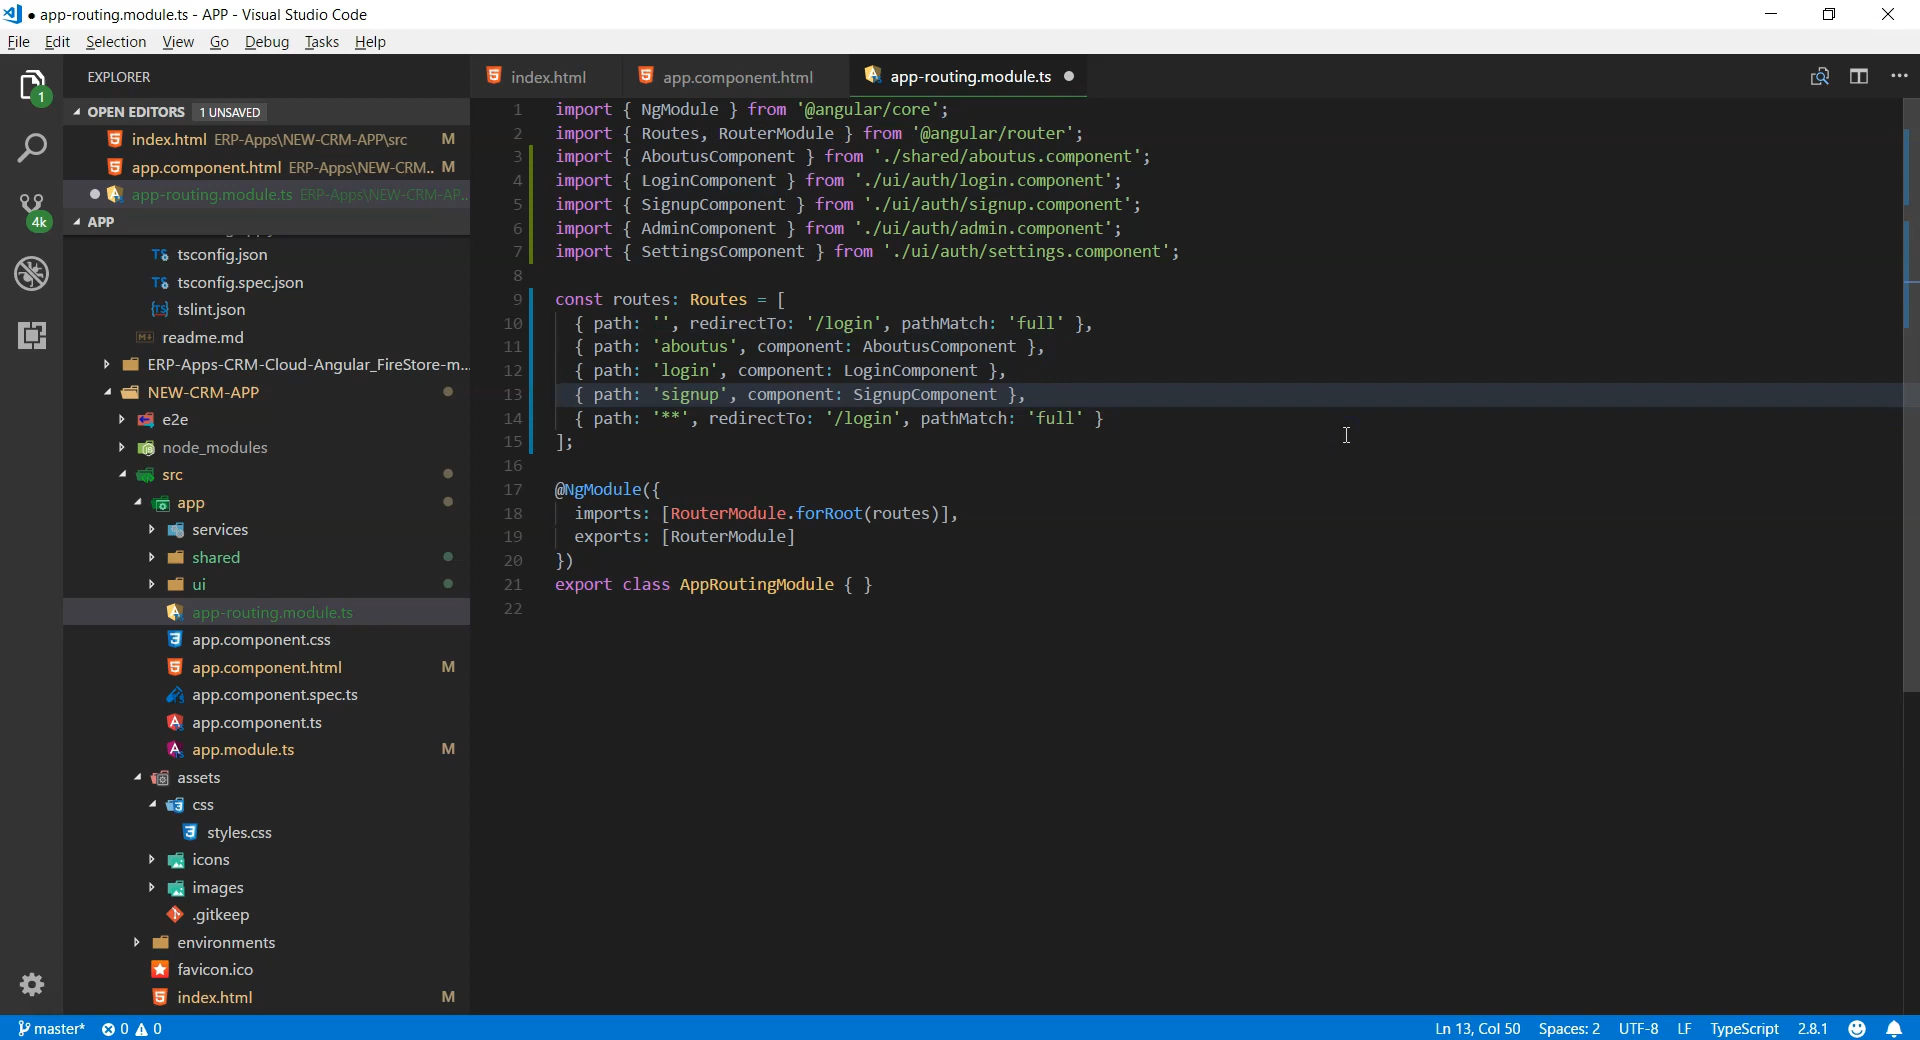 app-routing.module.ts - APP - Visual Studio Code
File Edit Selection View Go Debug Tasks Help
EXPLORER
1
OPEN EDITORS 1 UNSAVED
index.html ERP-Apps\NEW-CRM-APP\src M
app.component.html ERP-Apps\NEW-CRM.. M
app-routing.module.ts ERP-Apps\NEW-CRM-AP..
4k
APP
tsconfig.json
tsconfig.spec.json
tslint.json
readme.md
ERP-Apps-CRM-Cloud-Angular_FireStore-m...
NEW-CRM-APP
e2e
node_modules
src
app
services
shared
ui
app-routing.module.ts
app.component.css
app.component.html M
app.component.spec.ts
app.component.ts
app.module.ts M
assets
css
styles.css
icons
images
.gitkeep
environments
favicon.ico
index.html M
index.html app.component.html app-routing.module.ts
1 import { NgModule } from '@angular/core';
2 import { Routes, RouterModule } from '@angular/router';
3 import { AboutusComponent } from './shared/aboutus.component';
4 import { LoginComponent } from './ui/auth/login.component';
5 import { SignupComponent } from './ui/auth/signup.component';
6 import { AdminComponent } from './ui/auth/admin.component';
7 import { SettingsComponent } from './ui/auth/settings.component';
8
9 const routes: Routes = [
10 { path: '', redirectTo: '/login', pathMatch: 'full' },
11 { path: 'aboutus', component: AboutusComponent },
12 { path: 'login', component: LoginComponent },
13 { path: 'signup', component: SignupComponent },
14 { path: '**', redirectTo: '/login', pathMatch: 'full' }
15 ];
16
17 @NgModule({
18 imports: [RouterModule.forRoot(routes)],
19 exports: [RouterModule]
20 })
21 export class AppRoutingModule { }
22
master* 0 0 Ln 13, Col 50 Spaces: 2 UTF-8 LF TypeScript 2.8.1